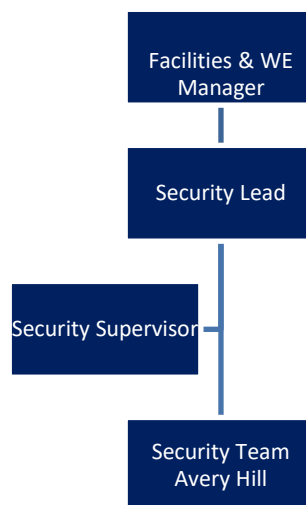 Facilities & WE
Manager
Security Lead
Security Supervisor
Security Team
Avery Hill